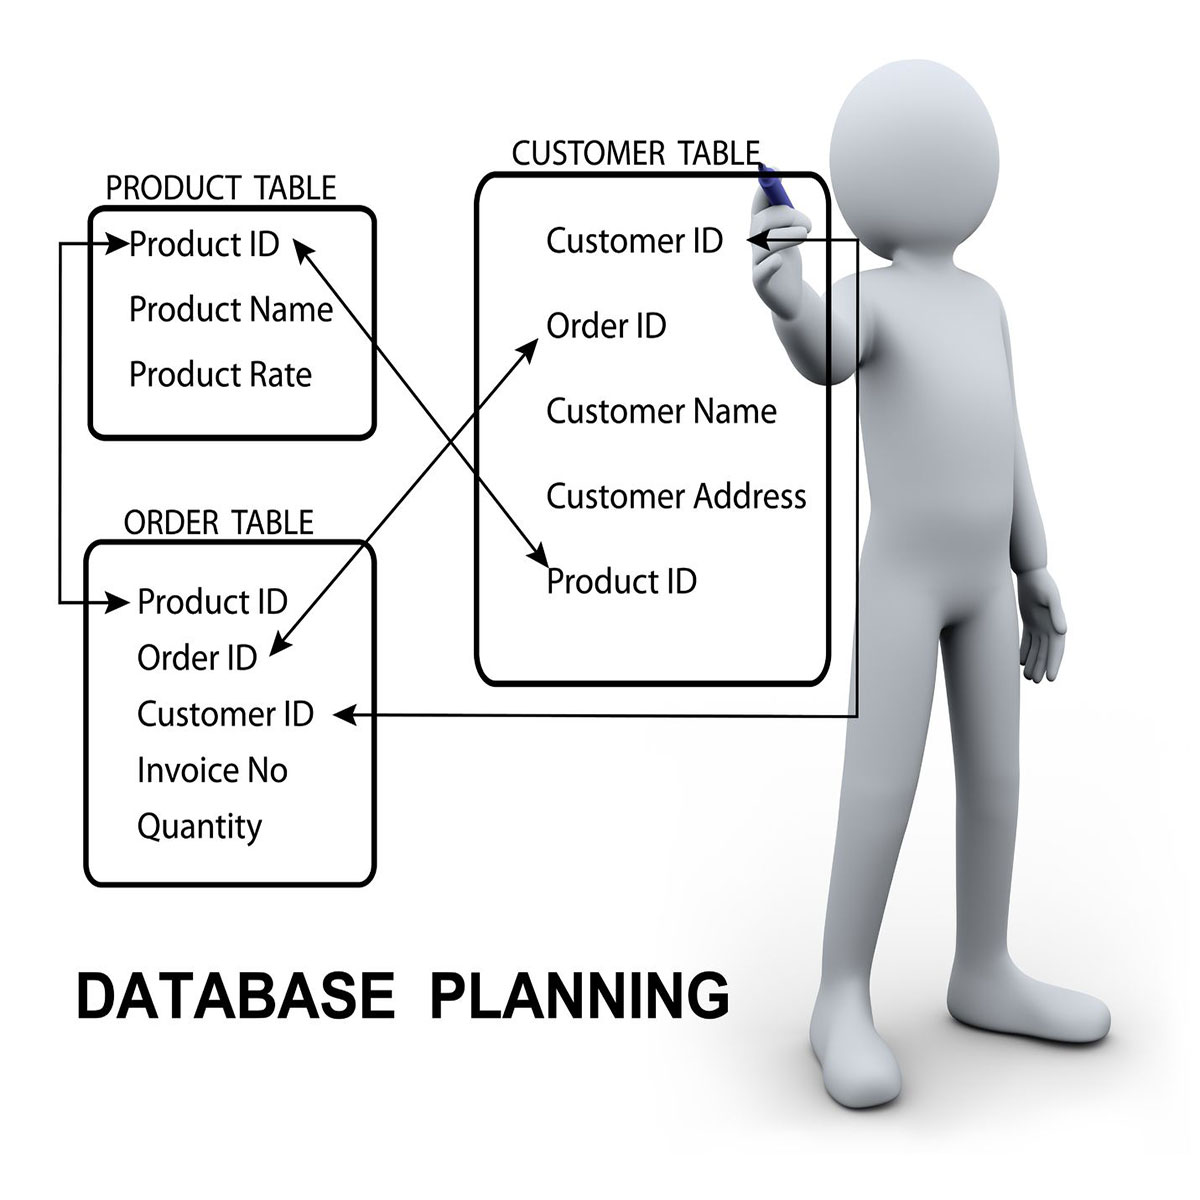 PRODUCT TABLE
Product ID
Product Name
Product Rate
CUSTOMER TABLE
Customer ID
Order ID
Customer Name
Customer Address
Product ID
ORDER TABLE
Product ID
Order ID
Customer ID
Invoice No
Quantity
DATABASE PLANNING